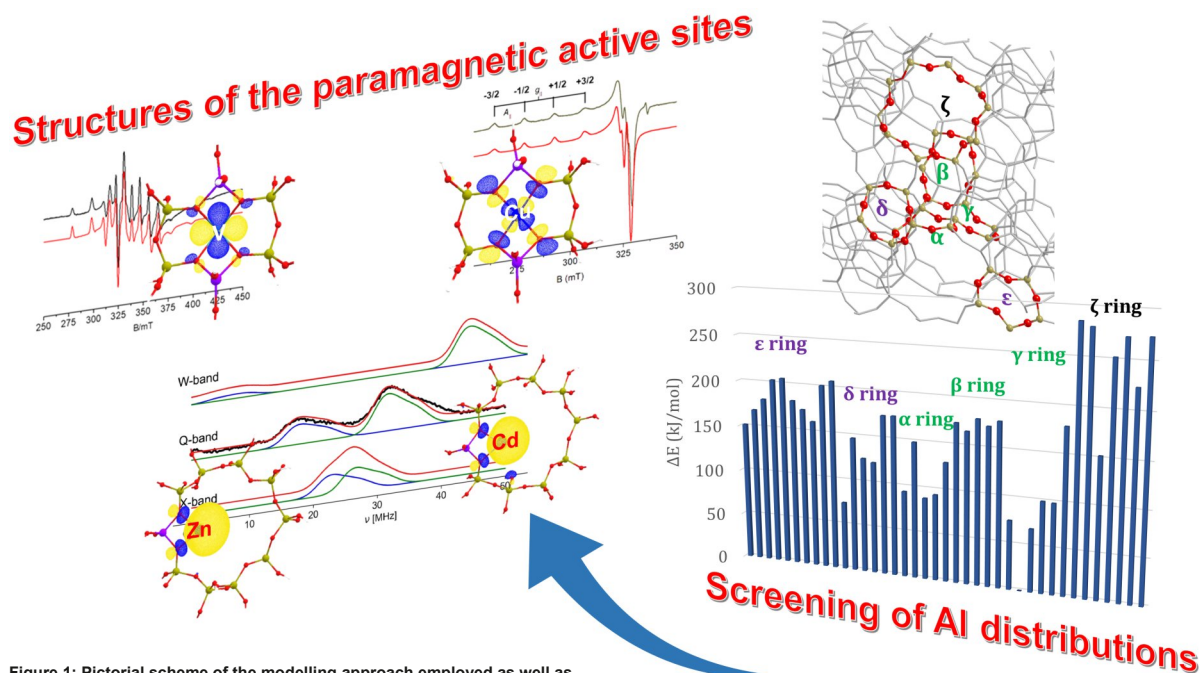 Structures of the paramagnetic active sites
-3/2 -1/2 g∥ +1/2 +3/2
A∥
V
250 275 300 325 350 375 400 425 450
B/mT
Cu
275 300 325 350
B (mT)
ζ
β
δ
γ
α
ε
W-band
Q-band
X-band
Zn
Cd
10 20 30 40 50
ν [MHz]
300
250
200
150
100
50
0
ΔE (kJ/mol)
ε ring
δ ring
α ring
β ring
γ ring
ζ ring
Screening of Al distributions
Figure 1: Pictorial scheme of the modelling approach employed as well as